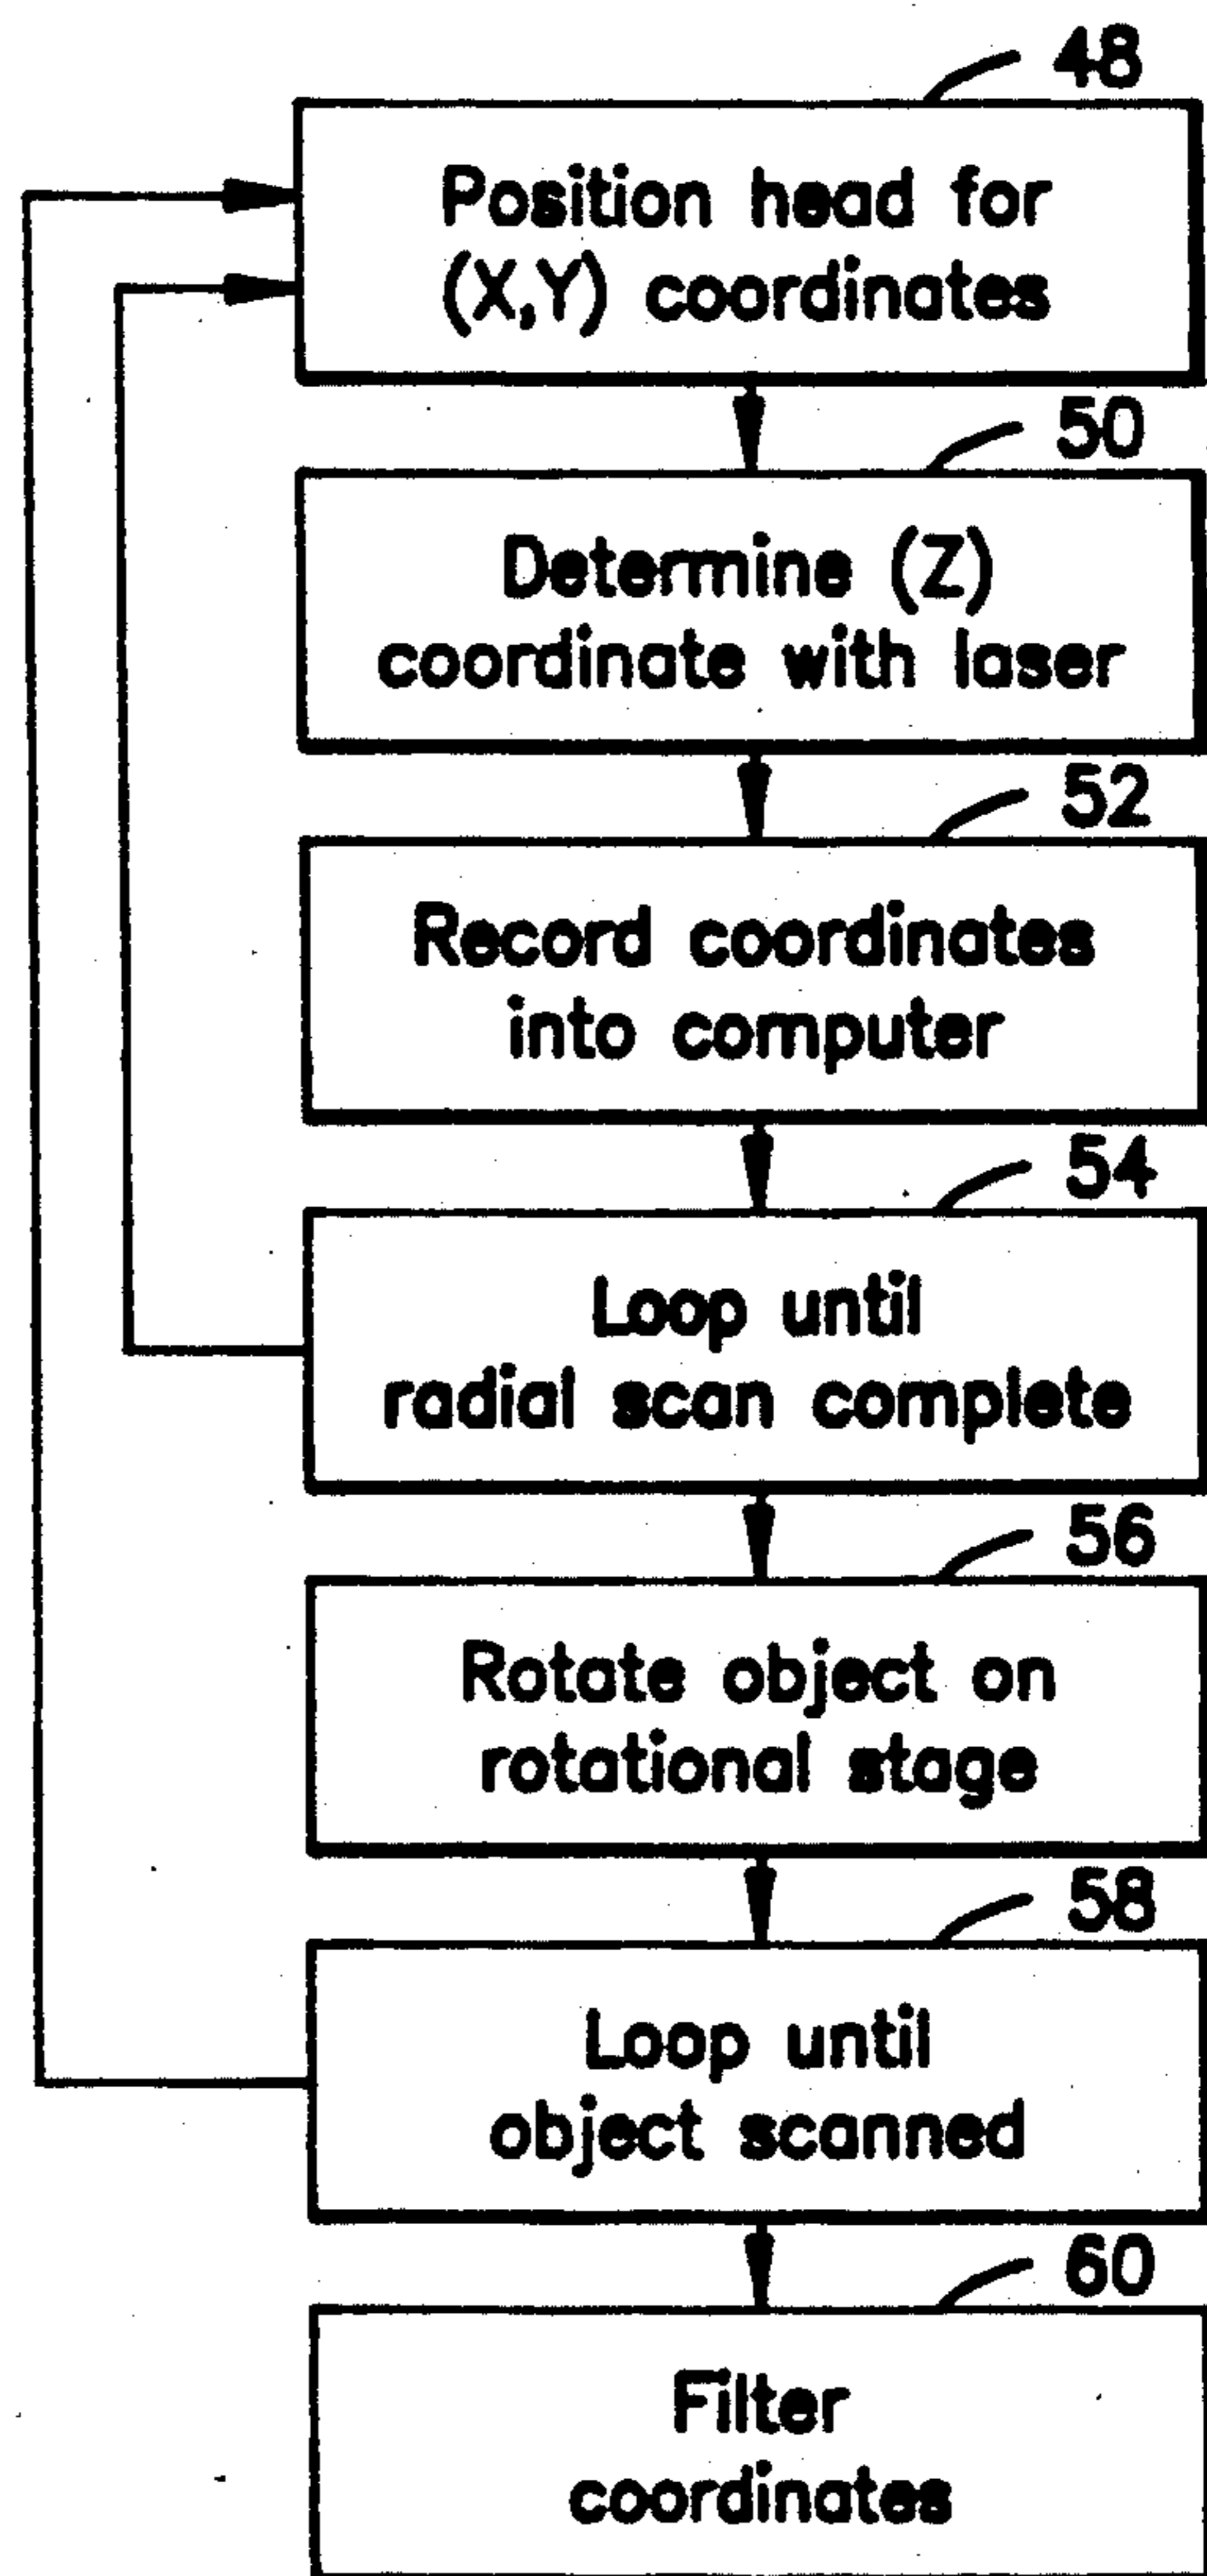 48
Position head for
(X,Y) coordinates
50
Determine (Z)
coordinate with laser
52
Record coordinates
into computer
54
Loop until
radial scan complete
56
Rotate object on
rotational stage
58
Loop until
object scanned
60
Filter
coordinates